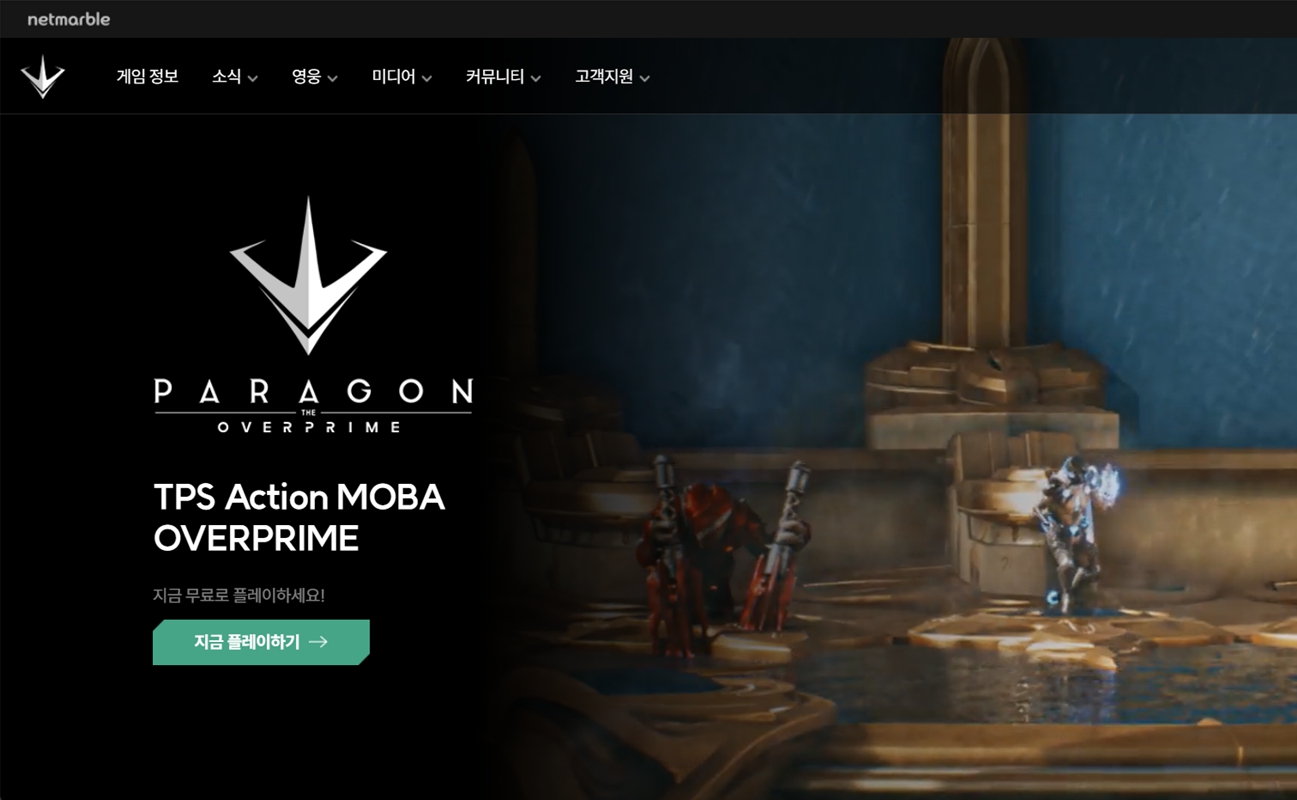 netmarble
게임 정보 소식 영웅 미디어 커뮤니티 고객지원
PARAGON
THE
OVERPRIME
TPS Action MOBA
OVERPRIME
지금 무료로 플레이하세요!
지금 플레이하기 →